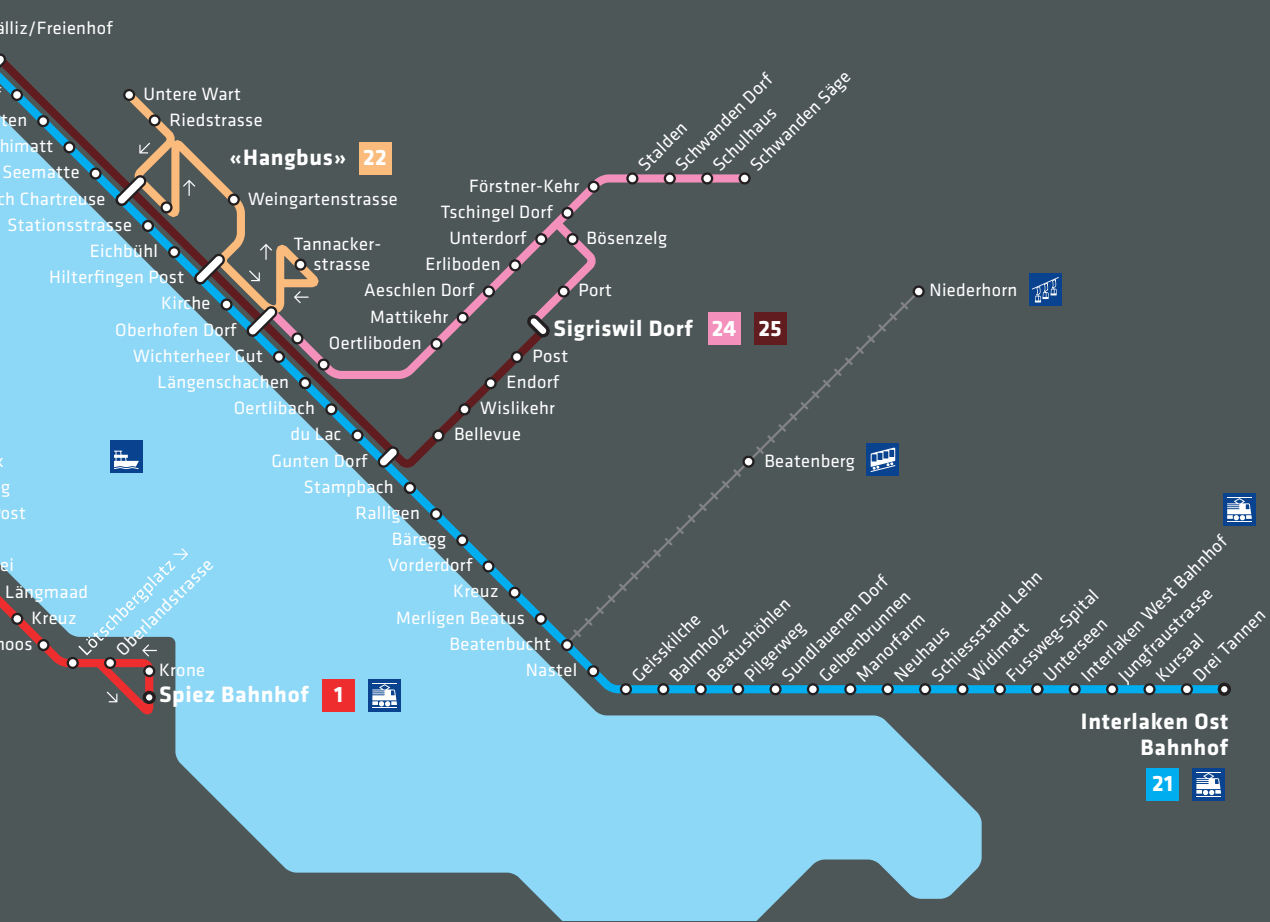 älliz/Freienhof
ten
himatt
Seematte
ch Chartreuse
Stationsstrasse
Eichbühl
Hilterfingen Post
Kirche
Oberhofen Dorf
Wichterheer Gut
Längenschachen
Oertlibach
du Lac
Gunten Dorf
Stampbach
Ralligen
Bäregg
Vorderdorf
Kreuz
Merligen Beatus
Beatenbucht
Nastel
Untere Wart
Riedstrasse
«Hangbus» 22
Weingartenstrasse
Tannacker-
strasse
Förstner-Kehr
Tschingel Dorf
Unterdorf
Erliboden
Aeschlen Dorf
Mattikehr
Oertliboden
Stalden
Schwanden Dorf
Schulhaus
Schwanden Säge
Bösenzelg
Port
Sigriswil Dorf 24 25
Post
Endorf
Wislikehr
Bellevue
Niederhorn
Beatenberg
k
g
ost
ei
Längmaad
Kreuz
moos
Lötschbergplatz
Oberlandstrasse
Krone
Spiez Bahnhof 1
Geisskilche
Balmholz
Beatushöhlen
Pilgerweg
Sundlauenen Dorf
Gelbenbrunnen
Manorfarm
Neuhaus
Schiessstand Lehn
Widimatt
Fussweg-Spital
Unterseen
Interlaken West Bahnhof
Jungfraustrasse
Kursaal
Drei Tannen
Interlaken Ost
Bahnhof
21